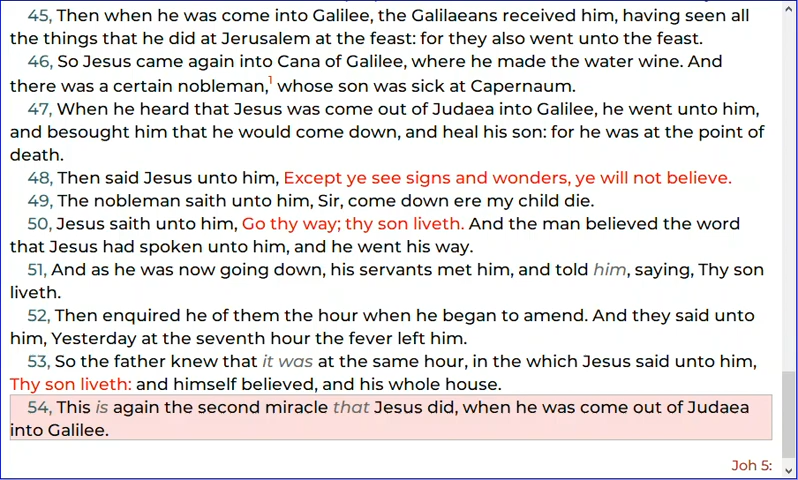 45, Then when he was come into Galilee, the Galilaeans received him, having seen all
the things that he did at Jerusalem at the feast: for they also went unto the feast.
46, So Jesus came again into Cana of Galilee, where he made the water wine. And
there was a certain nobleman,¹ whose son was sick at Capernaum.
47, When he heard that Jesus was come out of Judaea into Galilee, he went unto him,
and besought him that he would come down, and heal his son: for he was at the point of
death.
48, Then said Jesus unto him, Except ye see signs and wonders, ye will not believe.
49, The nobleman saith unto him, Sir, come down ere my child die.
50, Jesus saith unto him, Go thy way; thy son liveth. And the man believed the word
that Jesus had spoken unto him, and he went his way.
51, And as he was now going down, his servants met him, and told him, saying, Thy son
liveth.
52, Then enquired he of them the hour when he began to amend. And they said unto
him, Yesterday at the seventh hour the fever left him.
53, So the father knew that it was at the same hour, in the which Jesus said unto him,
Thy son liveth: and himself believed, and his whole house.
54, This is again the second miracle that Jesus did, when he was come out of Judaea
into Galilee.
Joh 5: